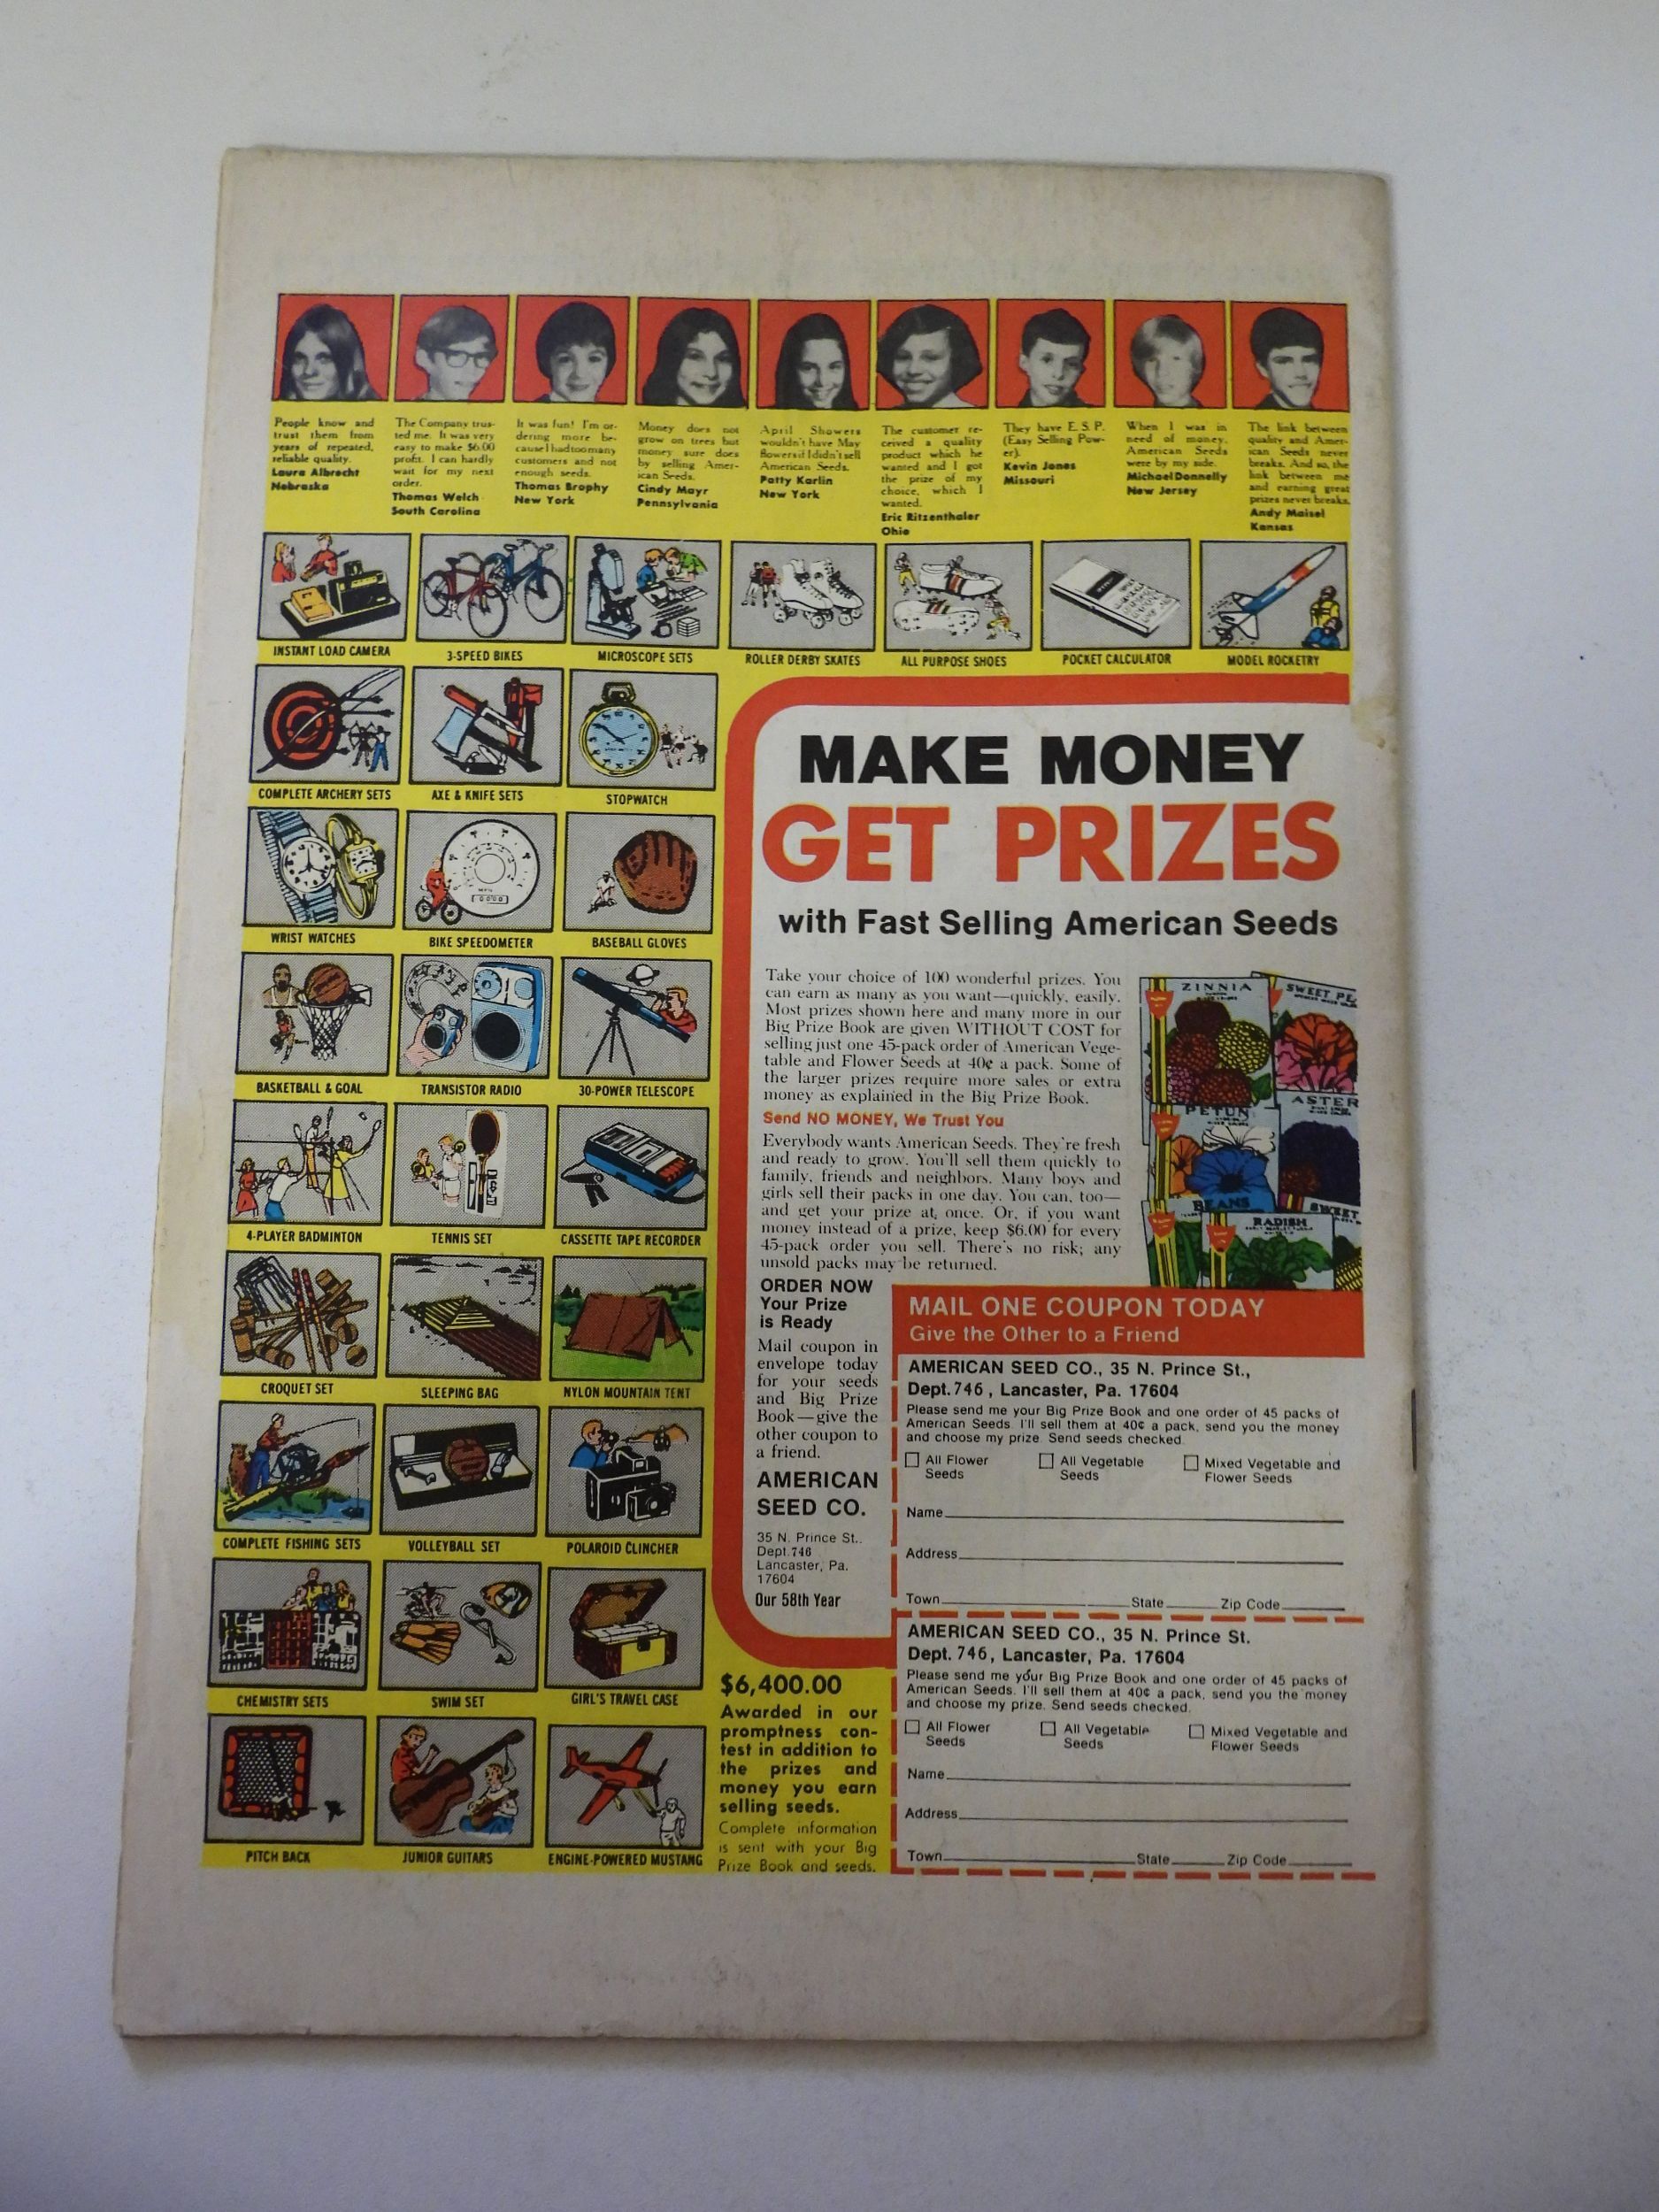 People know and
trust them from
years of repeated,
reliable quality.
Laura Albrecht
Nebraska
The Company trus-
ted me. It was very
easy to make $6.00
profit. I can hardly
wait for my next
order.
Thomas Welch
South Carolina
It was fun! I'm or-
dering more be-
cause I had too many
customers and not
enough seeds.
Thomas Brophy
New York
Money does not
grow on trees but
money sure does
by selling Amer-
ican Seeds.
Cindy Mayr
Pennsylvania
April Showers
wouldn't have May
flowers if I didn't sell
American Seeds.
Patty Karlin
New York
The customer re-
ceived a quality
product which he
wanted and I got
the prize of my
choice, which I
wanted.
Eric Ritzenthaler
Ohio
They have E.S.P.
(Easy Selling Pow-
er).
Kevin Jones
Missouri
When I was in
need of money,
American Seeds
were by my side.
Michael Donnelly
New Jersey
The link between
quality and Amer-
ican Seeds never
breaks. And so, the
link between me
and earning great
prizes never breaks.
Andy Maisel
Kansas
INSTANT LOAD CAMERA
3-SPEED BIKES
MICROSCOPE SETS
ROLLER DERBY SKATES
ALL PURPOSE SHOES
POCKET CALCULATOR
MODEL ROCKETRY
COMPLETE ARCHERY SETS
AXE & KNIFE SETS
STOPWATCH
WRIST WATCHES
BIKE SPEEDOMETER
BASEBALL GLOVES
BASKETBALL & GOAL
TRANSISTOR RADIO
30-POWER TELESCOPE
4-PLAYER BADMINTON
TENNIS SET
CASSETTE TAPE RECORDER
CROQUET SET
SLEEPING BAG
NYLON MOUNTAIN TENT
COMPLETE FISHING SETS
VOLLEYBALL SET
POLAROID CLINCHER
CHEMISTRY SETS
SWIM SET
GIRL'S TRAVEL CASE
PITCH BACK
JUNIOR GUITARS
ENGINE-POWERED MUSTANG
MAKE MONEY
GET PRIZES
with Fast Selling American Seeds
Take your choice of 100 wonderful prizes. You
can earn as many as you want—quickly, easily.
Most prizes shown here and many more in our
Big Prize Book are given WITHOUT COST for
selling just one 45-pack order of American Vege-
table and Flower Seeds at 40¢ a pack. Some of
the larger prizes require more sales or extra
money as explained in the Big Prize Book.
Send NO MONEY, We Trust You
Everybody wants American Seeds. They're fresh
and ready to grow. You'll sell them quickly to
family, friends and neighbors. Many boys and
girls sell their packs in one day. You can, too—
and get your prize at once. Or, if you want
money instead of a prize, keep $6.00 for every
45-pack order you sell. There's no risk; any
unsold packs may be returned.
ZINNIA
SWEET PE
ASTER
PETUN
BEANS
RADISH
SWEET
ORDER NOW
Your Prize
is Ready
Mail coupon in
envelope today
for your seeds
and Big Prize
Book—give the
other coupon to
a friend.
AMERICAN
SEED CO.
35 N. Prince St..
Dept.746
Lancaster, Pa.
17604
Our 58th Year
MAIL ONE COUPON TODAY
Give the Other to a Friend
AMERICAN SEED CO., 35 N. Prince St.,
Dept.746, Lancaster, Pa. 17604
Please send me your Big Prize Book and one order of 45 packs of
American Seeds. I'll sell them at 40¢ a pack, send you the money
and choose my prize. Send seeds checked.
All Flower
Seeds
All Vegetable
Seeds
Mixed Vegetable and
Flower Seeds
Name
Address
Town State Zip Code
AMERICAN SEED CO., 35 N. Prince St.
Dept. 746, Lancaster, Pa. 17604
Please send me your Big Prize Book and one order of 45 packs of
American Seeds. I'll sell them at 40¢ a pack, send you the money
and choose my prize. Send seeds checked.
All Flower
Seeds
All Vegetable
Seeds
Mixed Vegetable and
Flower Seeds
Name
Address
Town State Zip Code
$6,400.00
Awarded in our
promptness con-
test in addition to
the prizes and
money you earn
selling seeds.
Complete information
is sent with your Big
Prize Book and seeds.